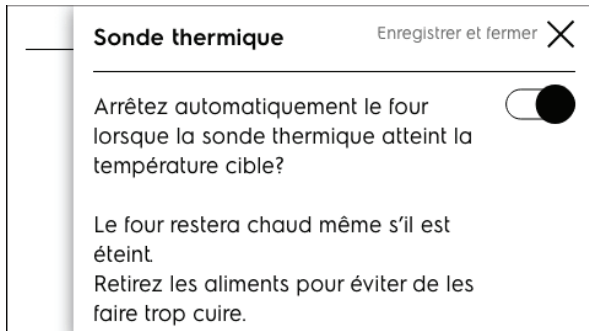 Sonde thermique
Enregistrer et fermer
Arrêtez automatiquement le four
lorsque la sonde thermique atteint la
température cible?
Le four restera chaud même s'il est
éteint.
Retirez les aliments pour éviter de les
faire trop cuire.